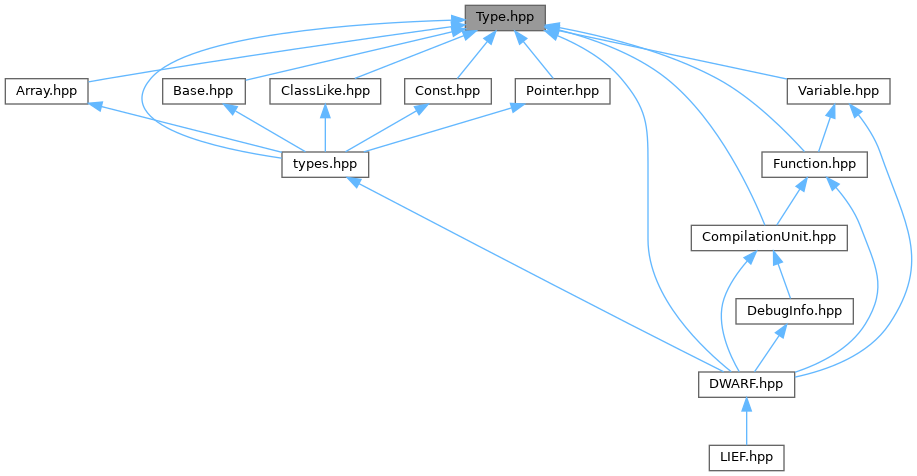 Type.hpp
Array.hpp
Base.hpp
ClassLike.hpp
Const.hpp
Pointer.hpp
Variable.hpp
types.hpp
Function.hpp
CompilationUnit.hpp
DebugInfo.hpp
DWARF.hpp
LIEF.hpp